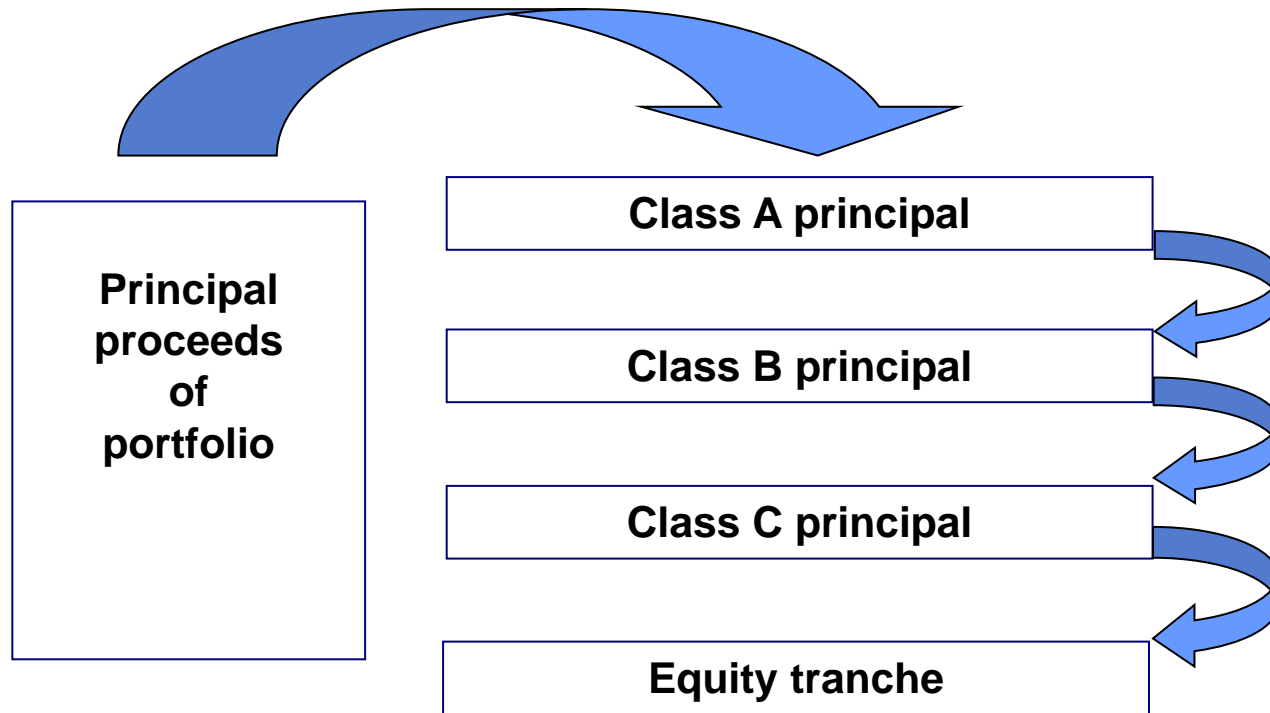 Principal
proceeds
of
portfolio
Class A principal
Class B principal
Class C principal
Equity tranche